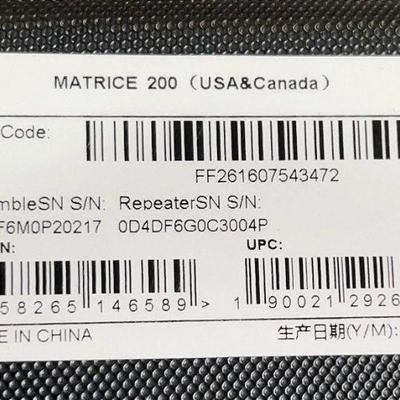 MATRICE 200（USA&Canada）
Code:
FF261607543472
mbleSN S/N: RepeaterSN S/N:
F6M0P20217 0D4DF6G0C3004P
N: UPC:
58265 146589> 1 90021 2926
E IN CHINA 生产日期(Y/M):